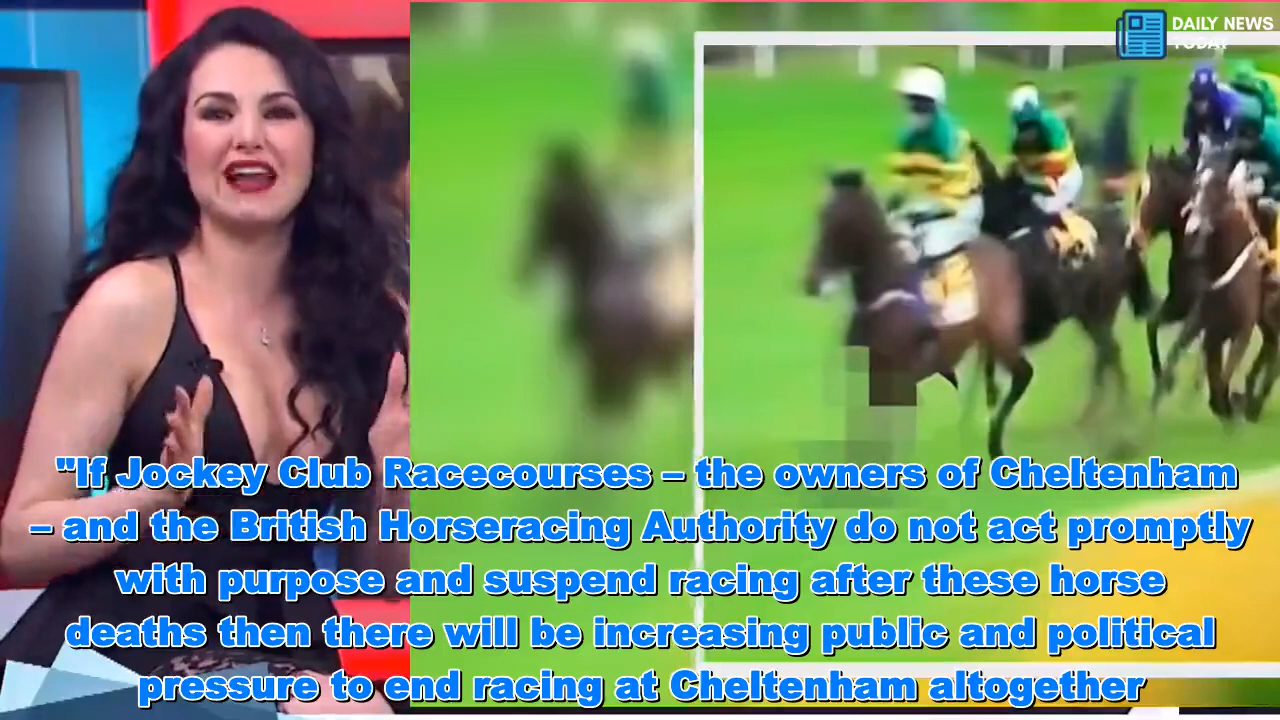 DAILY NEWS
TODAY
"If Jockey Club Racecourses – the owners of Cheltenham
– and the British Horseracing Authority do not act promptly
with purpose and suspend racing after these horse
deaths then there will be increasing public and political
pressure to end racing at Cheltenham altogether